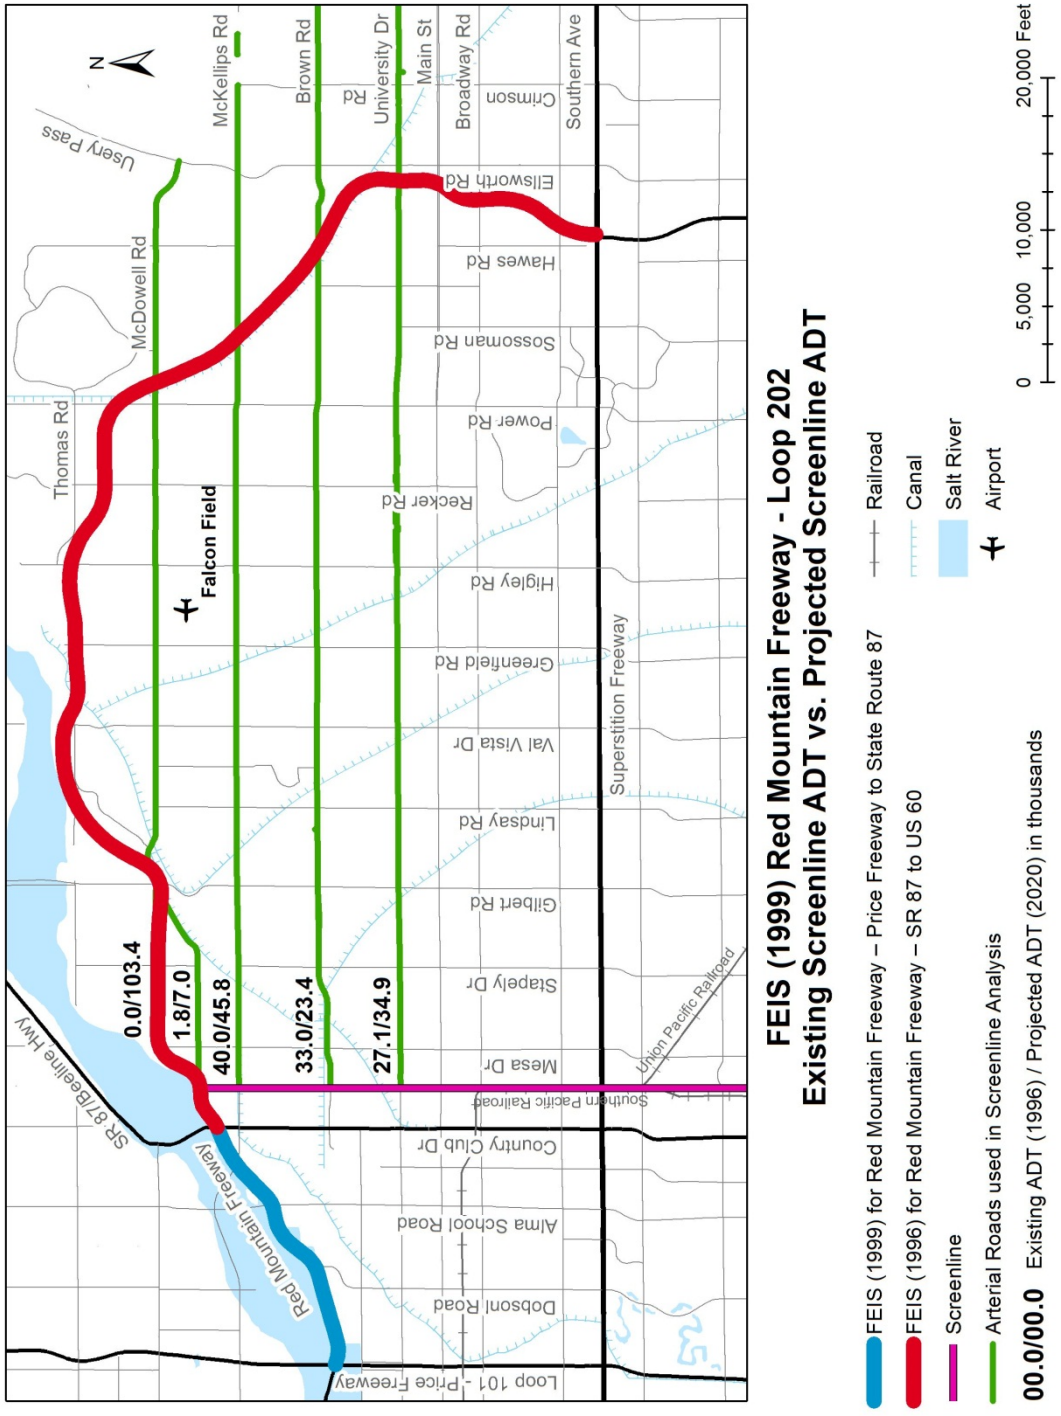 N
Usery Pass
McDowell Rd
Thomas Rd
McKellips Rd
Brown Rd
University Dr
Main St
Broadway Rd
Southern Ave
Crimson
Rd
Ellsworth Rd
Hawes Rd
Sossoman Rd
Power Rd
Recker Rd
Higley Rd
Greenfield Rd
Val Vista Dr
Lindsay Rd
Gilbert Rd
Stapely Dr
Mesa Dr
Country Club Dr
Alma School Road
Dobson Road
Loop 101 - Price Freeway
Falcon Field
Superstition Freeway
Union Pacific Railroad
Southern Pacific Railroad
SR 87/Beeline Hwy
Red Mountain Freeway
0.0/103.4
1.8/7.0
40.0/45.8
33.0/23.4
27.1/34.9
FEIS (1999) Red Mountain Freeway - Loop 202
Existing Screenline ADT vs. Projected Screenline ADT
FEIS (1999) for Red Mountain Freeway – Price Freeway to State Route 87
FEIS (1996) for Red Mountain Freeway – SR 87 to US 60
Screenline
Arterial Roads used in Screenline Analysis
00.0/00.0 Existing ADT (1996) / Projected ADT (2020) in thousands
Railroad
Canal
Salt River
Airport
0 5,000 10,000 20,000 Feet